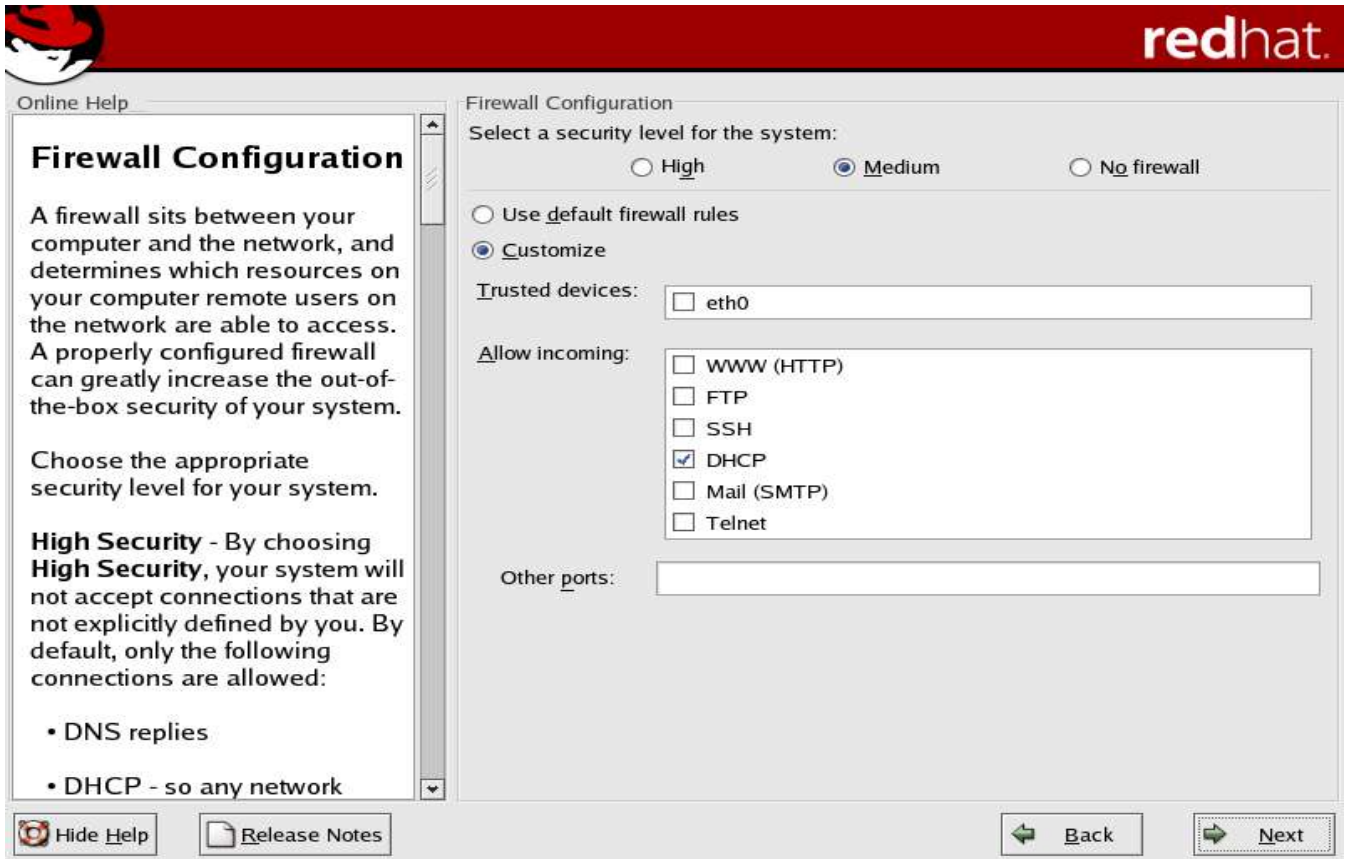 redhat.
Online Help
Firewall Configuration
A firewall sits between your
computer and the network, and
determines which resources on
your computer remote users on
the network are able to access.
A properly configured firewall
can greatly increase the out-of-
the-box security of your system.
Choose the appropriate
security level for your system.
High Security - By choosing
High Security, your system will
not accept connections that are
not explicitly defined by you. By
default, only the following
connections are allowed:
• DNS replies
• DHCP - so any network
Firewall Configuration
Select a security level for the system:
High Medium No firewall
Use default firewall rules
Customize
Trusted devices:
eth0
Allow incoming:
WWW (HTTP)
FTP
SSH
DHCP
Mail (SMTP)
Telnet
Other ports:
Hide Help Release Notes Back Next